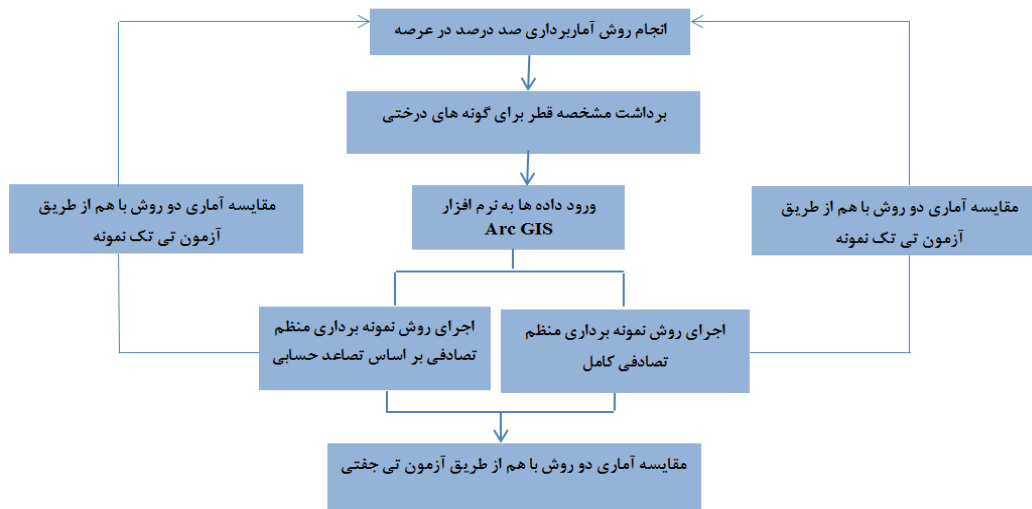 انجام روش آماربرداری صد درصد در عرصه
برداشت مشخصه قطر برای گونه های درختی
مقایسه آماری دو روش با هم از طریق
آزمون تی تک نمونه
ورود داده ها به نرم افزار
Arc GIS
مقایسه آماری دو روش با هم از طریق
آزمون تی تک نمونه
اجرای روش نمونه برداری منظم
تصادفی کامل
اجرای روش نمونه برداری منظم
تصادفی بر اساس تصاعد حسابی
مقایسه آماری دو روش با هم از طریق آزمون تی جفتی